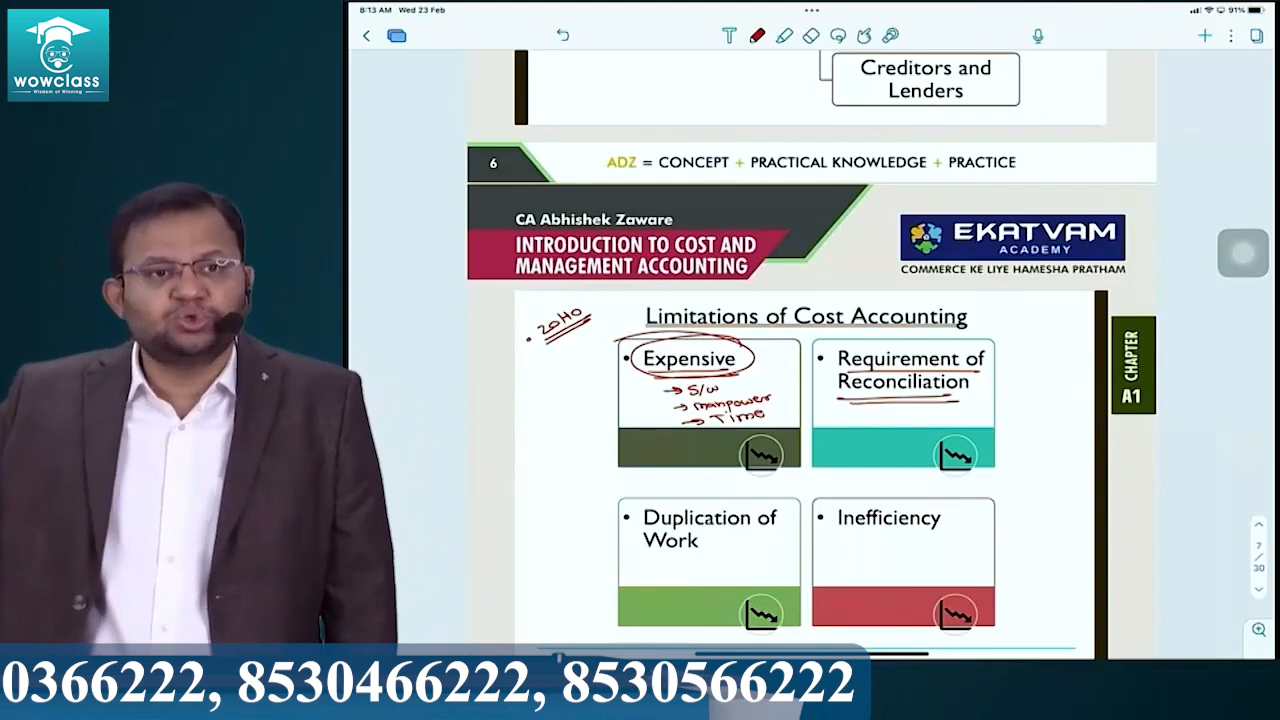 wowclass
Wisdom of Winning
8:13 AM Wed 23 Feb
91%
T
Creditors and
Lenders
6
ADZ = CONCEPT + PRACTICAL KNOWLEDGE + PRACTICE
CA Abhishek Zaware
INTRODUCTION TO COST AND
MANAGEMENT ACCOUNTING
EKATVAM
ACADEMY
COMMERCE KE LIYE HAMESHA PRATHAM
CHAPTER
A1
• ZOHO
Limitations of Cost Accounting
• Expensive
→ S/W
→ manpower
→ Time
• Requirement of
Reconciliation
• Duplication of
Work
• Inefficiency
7
/
30
0366222, 8530466222, 8530566222